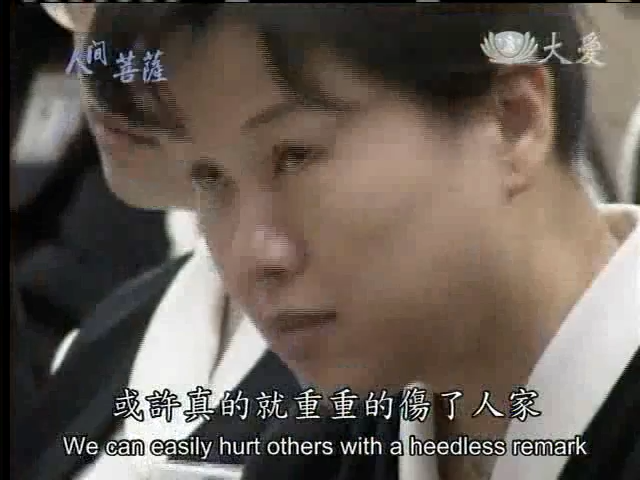 人间
菩薩
大愛
或許真的就重重的傷了人家
We can easily hurt others with a heedless remark